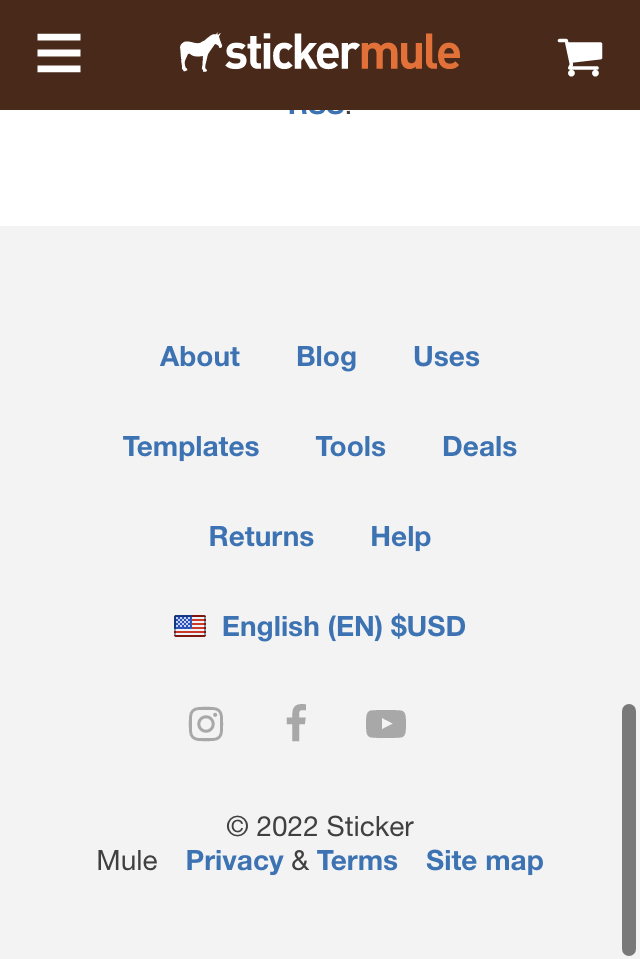 stickermule
RSS.
About Blog Uses
Templates Tools Deals
Returns Help
English (EN) $USD
© 2022 Sticker
Mule Privacy & Terms Site map